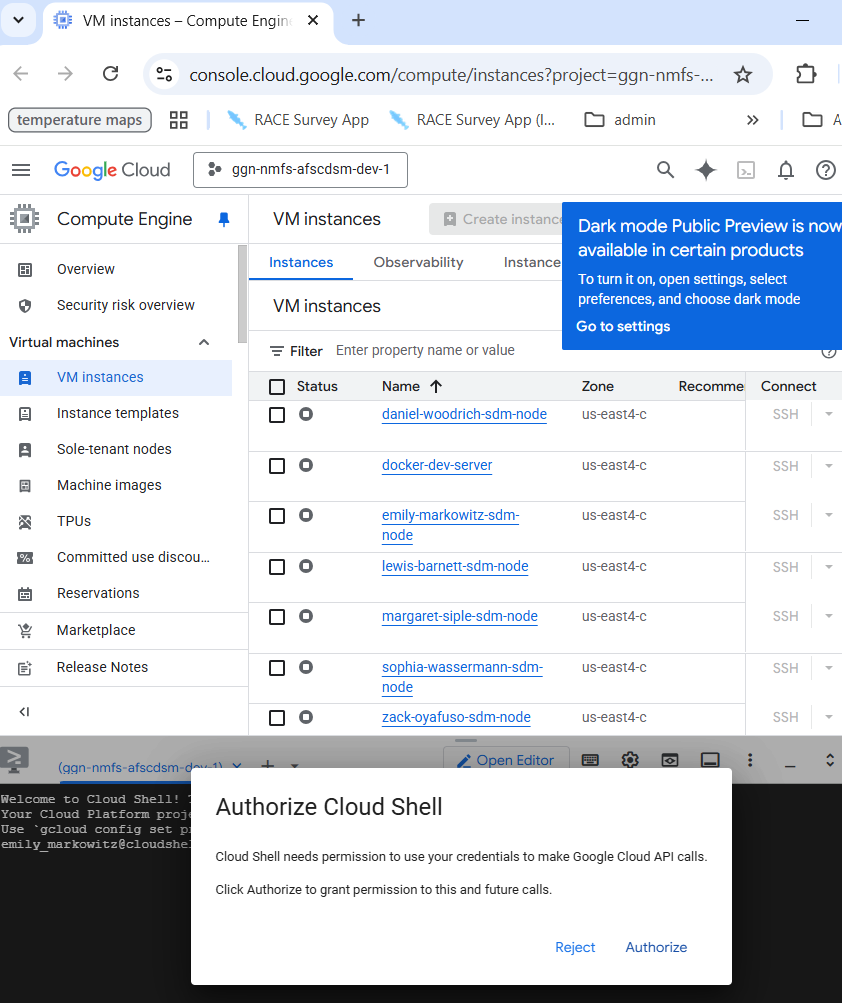 VM instances – Compute Engine
console.cloud.google.com/compute/instances?project=ggn-nmfs-...
temperature maps
RACE Survey App
RACE Survey App (I...
admin
A
Google Cloud
ggn-nmfs-afscdsm-dev-1
Compute Engine
VM instances
Create instance
Dark mode Public Preview is now
available in certain products
To turn it on, open settings, select
preferences, and choose dark mode
Go to settings
Overview
Security risk overview
Virtual machines
VM instances
Instance templates
Sole-tenant nodes
Machine images
TPUs
Committed use discou...
Reservations
Marketplace
Release Notes
Instances
Observability
Instance
VM instances
Filter
Enter property name or value
Status
Name
Zone
Recomme
Connect
daniel-woodrich-sdm-node
us-east4-c
SSH
docker-dev-server
us-east4-c
SSH
emily-markowitz-sdm-
node
us-east4-c
SSH
lewis-barnett-sdm-node
us-east4-c
SSH
margaret-siple-sdm-node
us-east4-c
SSH
sophia-wassermann-sdm-
node
us-east4-c
SSH
zack-oyafuso-sdm-node
us-east4-c
SSH
(ggn-nmfs-afscdsm-dev-1)
Open Editor
Welcome to Cloud Shell!
Your Cloud Platform proj
Use `gcloud config set p
emily_markowitz@cloudshel
Authorize Cloud Shell
Cloud Shell needs permission to use your credentials to make Google Cloud API calls.
Click Authorize to grant permission to this and future calls.
Reject
Authorize